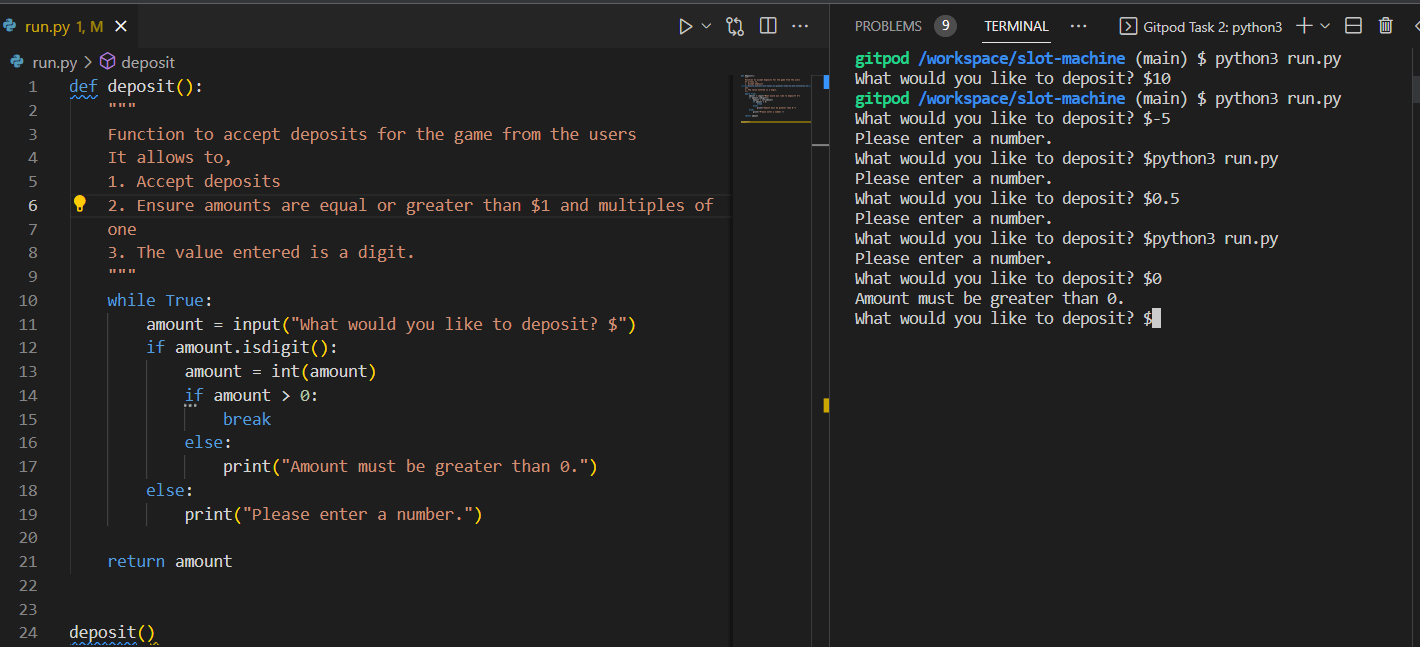 run.py 1, M
run.py > deposit
1 def deposit():
2 """
3 Function to accept deposits for the game from the users
4 It allows to,
5 1. Accept deposits
6 2. Ensure amounts are equal or greater than $1 and multiples of
7 one
8 3. The value entered is a digit.
9 """
10 while True:
11 amount = input("What would you like to deposit? $")
12 if amount.isdigit():
13 amount = int(amount)
14 if amount > 0:
15 break
16 else:
17 print("Amount must be greater than 0.")
18 else:
19 print("Please enter a number.")
20
21 return amount
22
23
24 deposit()
PROBLEMS 9 TERMINAL ··· Gitpod Task 2: python3
gitpod /workspace/slot-machine (main) $ python3 run.py
What would you like to deposit? $10
gitpod /workspace/slot-machine (main) $ python3 run.py
What would you like to deposit? $-5
Please enter a number.
What would you like to deposit? $python3 run.py
Please enter a number.
What would you like to deposit? $0.5
Please enter a number.
What would you like to deposit? $python3 run.py
Please enter a number.
What would you like to deposit? $0
Amount must be greater than 0.
What would you like to deposit? $